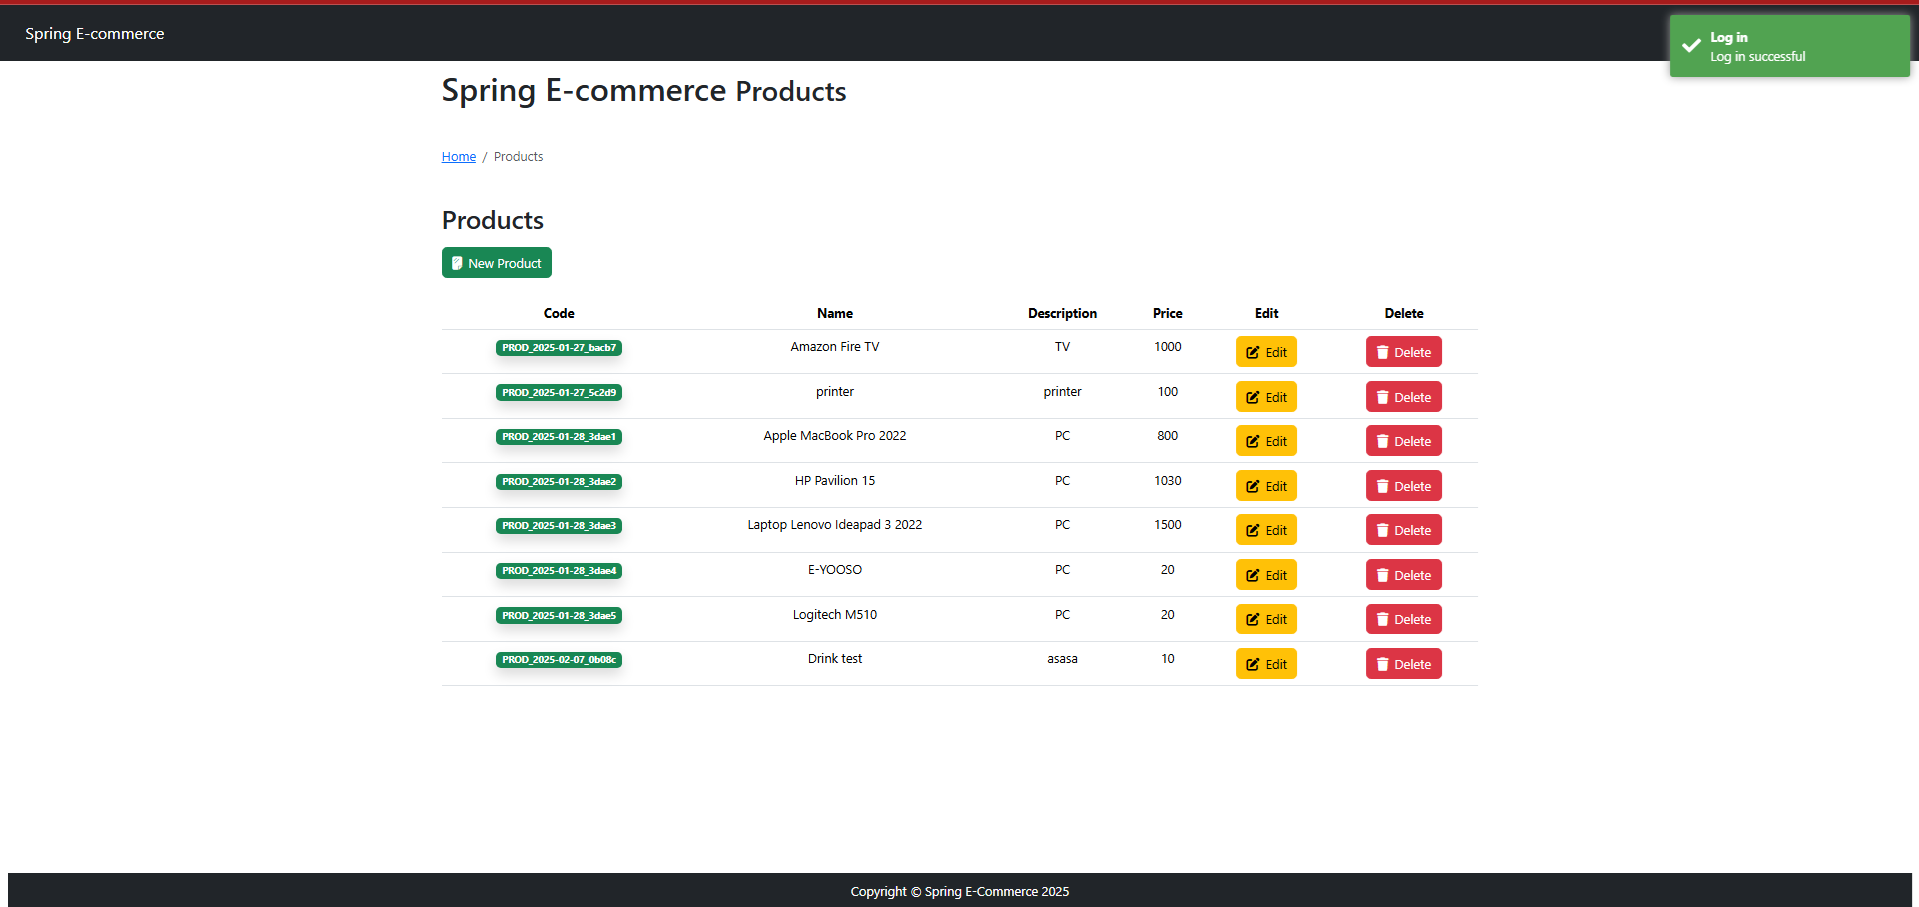 Spring E-commerce
Log in
Log in successful
Spring E-commerce Products
Home / Products
Products
New Product
Code Name Description Price Edit Delete
PROD_2025-01-27_bacb7 Amazon Fire TV TV 1000 Edit Delete
PROD_2025-01-27_5c2d9 printer printer 100 Edit Delete
PROD_2025-01-28_3dae1 Apple MacBook Pro 2022 PC 800 Edit Delete
PROD_2025-01-28_3dae2 HP Pavilion 15 PC 1030 Edit Delete
PROD_2025-01-28_3dae3 Laptop Lenovo Ideapad 3 2022 PC 1500 Edit Delete
PROD_2025-01-28_3dae4 E-YOOSO PC 20 Edit Delete
PROD_2025-01-28_3dae5 Logitech M510 PC 20 Edit Delete
PROD_2025-02-07_0b08c Drink test asasa 10 Edit Delete
Copyright © Spring E-Commerce 2025